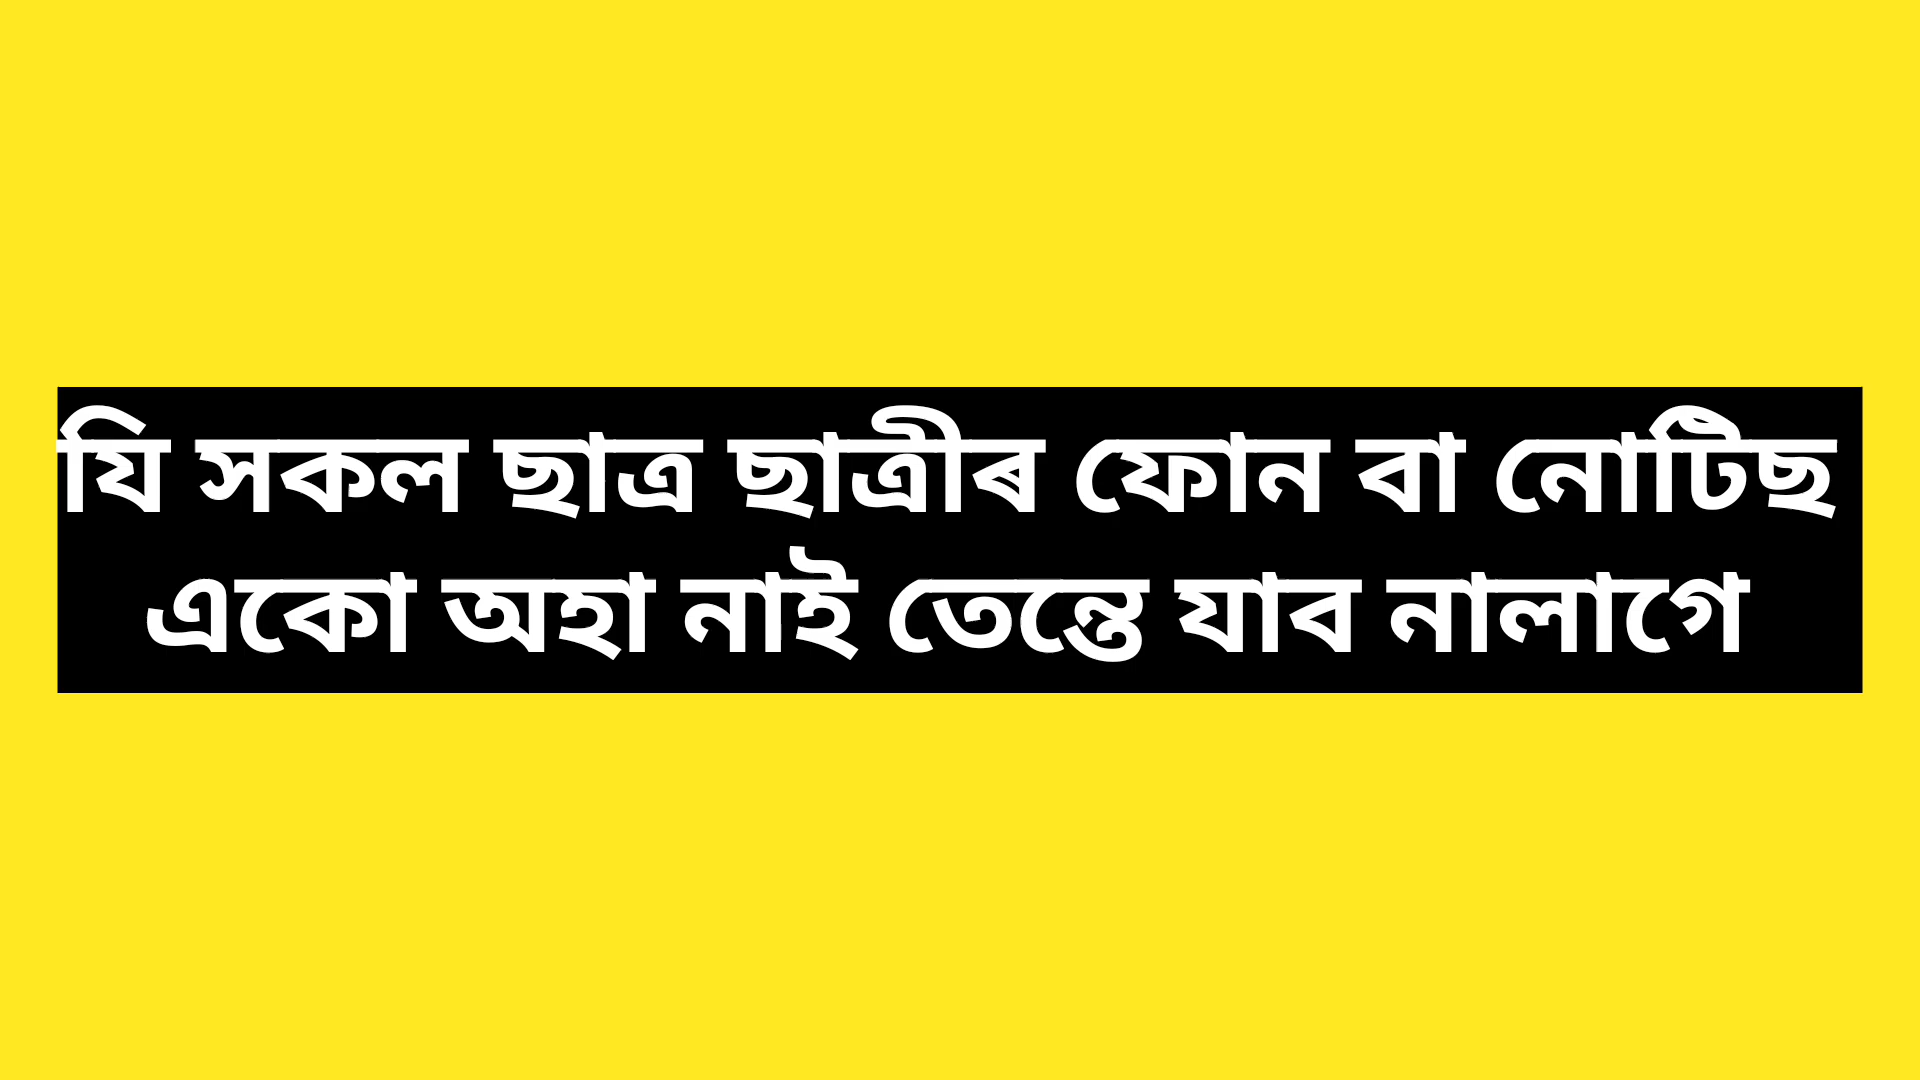 যি সকল ছাত্ৰ ছাত্ৰীৰ ফোন বা নোটিছ
একো অহা নাই তেন্তে যাব নালাগে